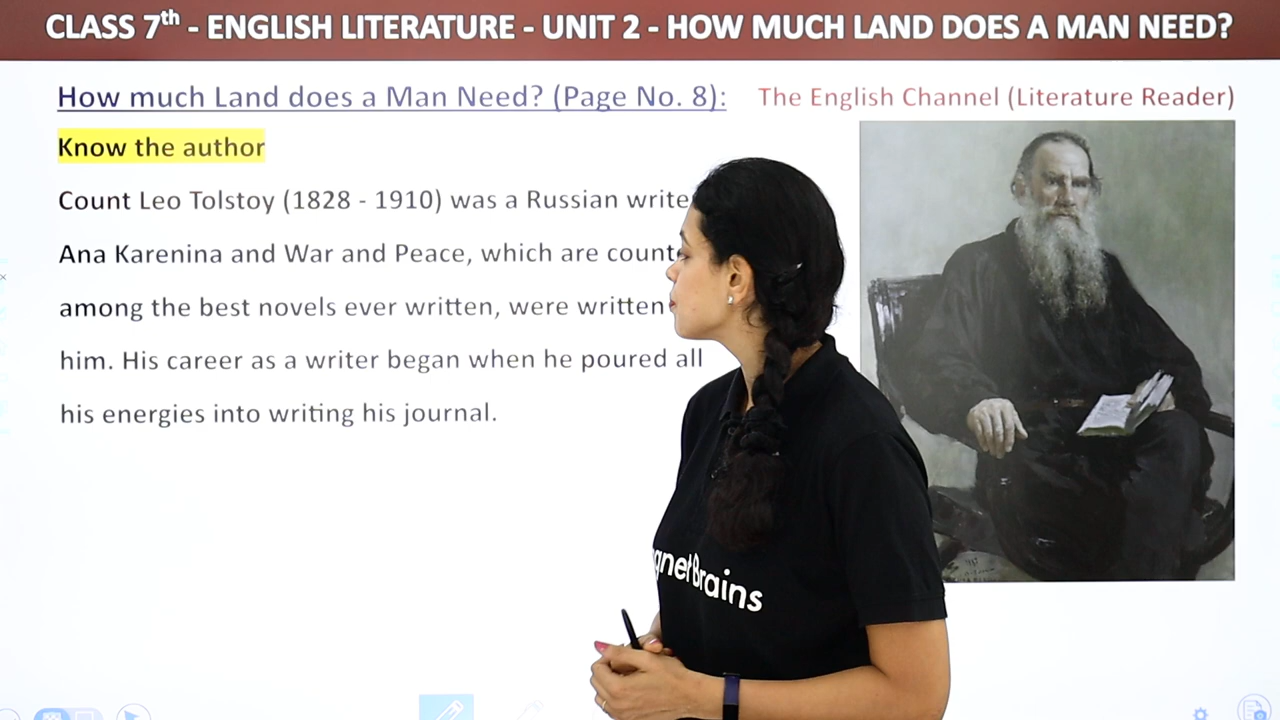 CLASS 7th - ENGLISH LITERATURE - UNIT 2 - HOW MUCH LAND DOES A MAN NEED?
How much Land does a Man Need? (Page No. 8): The English Channel (Literature Reader)
Know the author
Count Leo Tolstoy (1828 - 1910) was a Russian write
Ana Karenina and War and Peace, which are count
among the best novels ever written, were written
him. His career as a writer began when he poured all
his energies into writing his journal.
gnetBrains